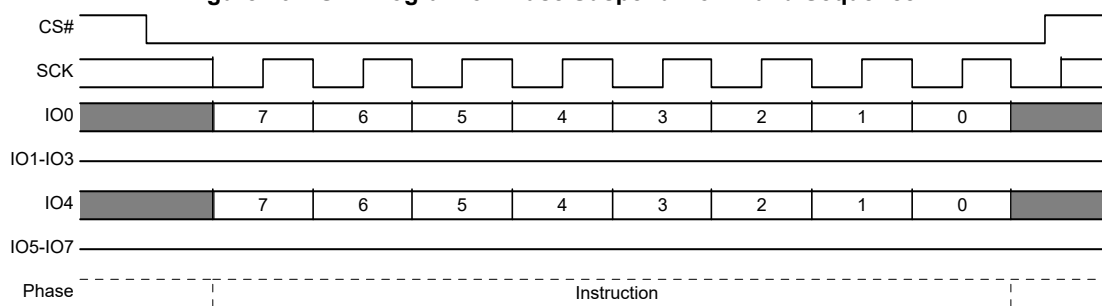 CS#
SCK
IO0 7 6 5 4 3 2 1 0
IO1-IO3
IO4 7 6 5 4 3 2 1 0
IO5-IO7
Phase Instruction